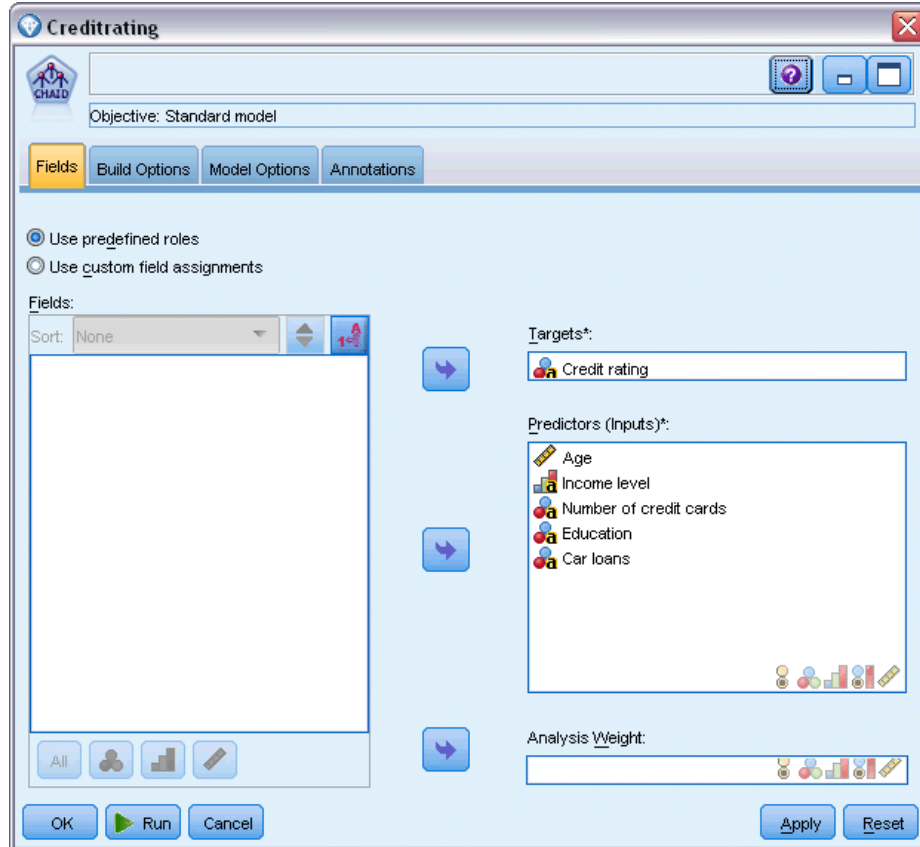 Creditrating
CHAID
Objective: Standard model
Fields
Build Options
Model Options
Annotations
Use predefined roles
Use custom field assignments
Fields:
Sort: None
Targets*:
Credit rating
Predictors (Inputs)*:
Age
Income level
Number of credit cards
Education
Car loans
Analysis Weight:
All
OK
Run
Cancel
Apply
Reset